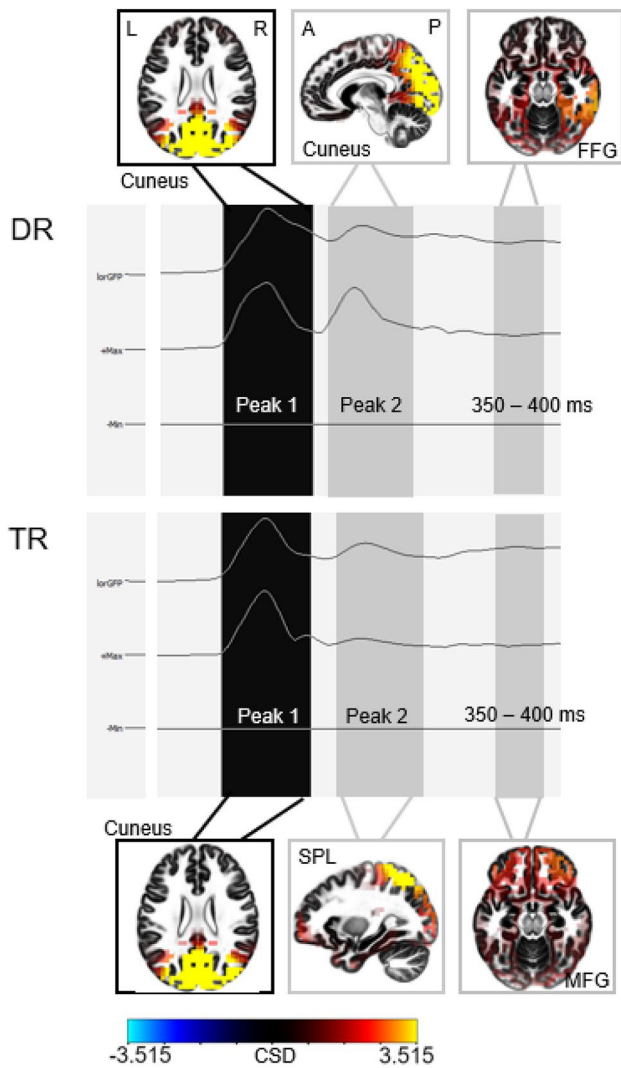 L R
A P
Cuneus
FFG
Cuneus
DR
lorGFP
+Max
Peak 1 Peak 2 350 – 400 ms
-Min
TR
lorGFP
+Max
Peak 1 Peak 2 350 – 400 ms
-Min
Cuneus
SPL
MFG
-3.515 CSD 3.515